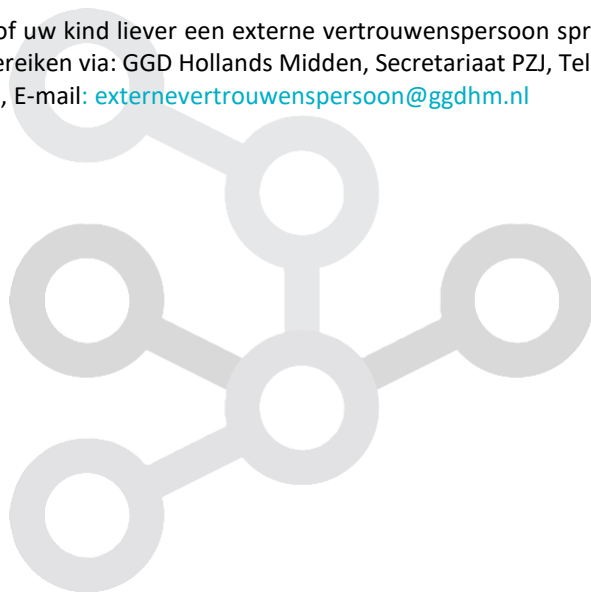 of uw kind liever een externe vertrouwenspersoon spr
ereiken via: GGD Hollands Midden, Secretariaat PZJ, Tel
, E-mail: externevertrouwenspersoon@ggdhm.nl